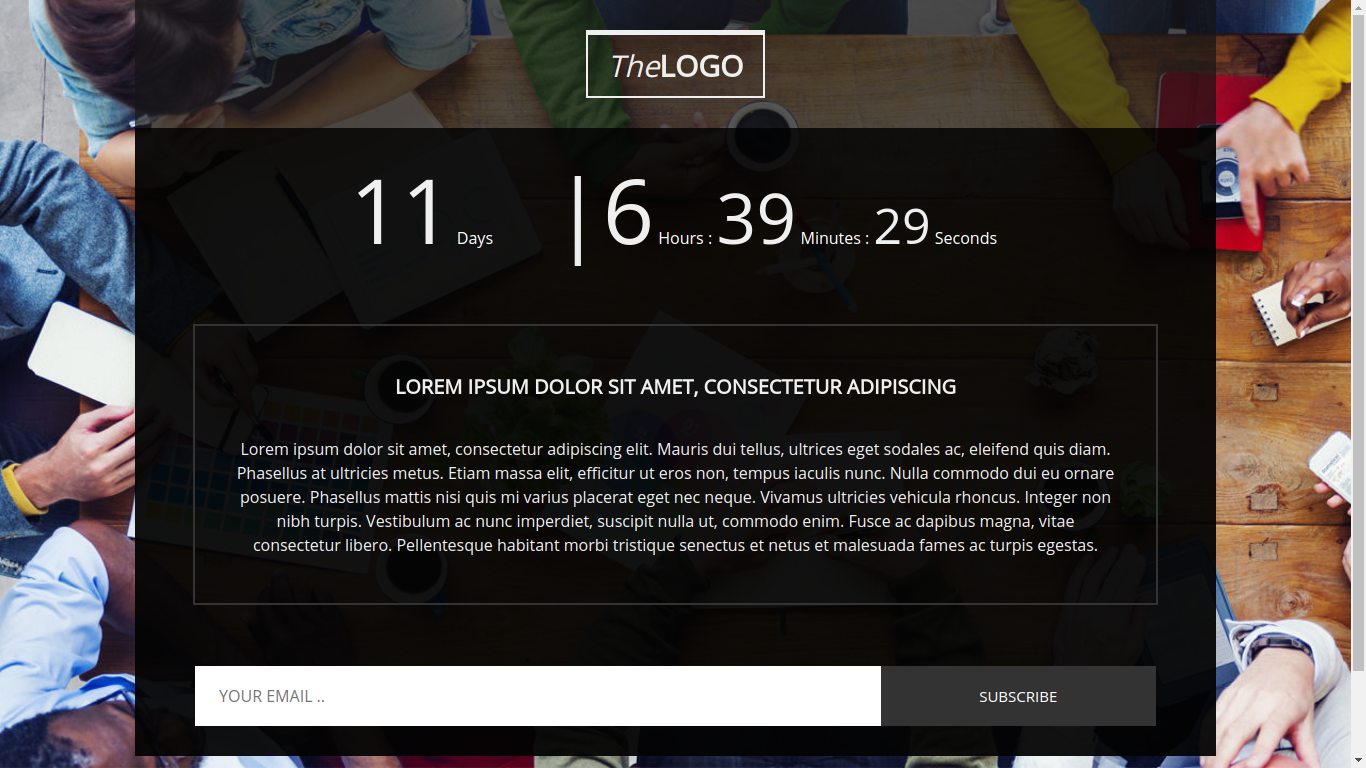 TheLOGO
11 Days | 6 Hours : 39 Minutes : 29 Seconds
LOREM IPSUM DOLOR SIT AMET, CONSECTETUR ADIPISCING
Lorem ipsum dolor sit amet, consectetur adipiscing elit. Mauris dui tellus, ultrices eget sodales ac, eleifend quis diam.
Phasellus at ultricies metus. Etiam massa elit, efficitur ut eros non, tempus iaculis nunc. Nulla commodo dui eu ornare
posuere. Phasellus mattis nisi quis mi varius placerat eget nec neque. Vivamus ultricies vehicula rhoncus. Integer non
nibh turpis. Vestibulum ac nunc imperdiet, suscipit nulla ut, commodo enim. Fusce ac dapibus magna, vitae
consectetur libero. Pellentesque habitant morbi tristique senectus et netus et malesuada fames ac turpis egestas.
YOUR EMAIL ..
SUBSCRIBE